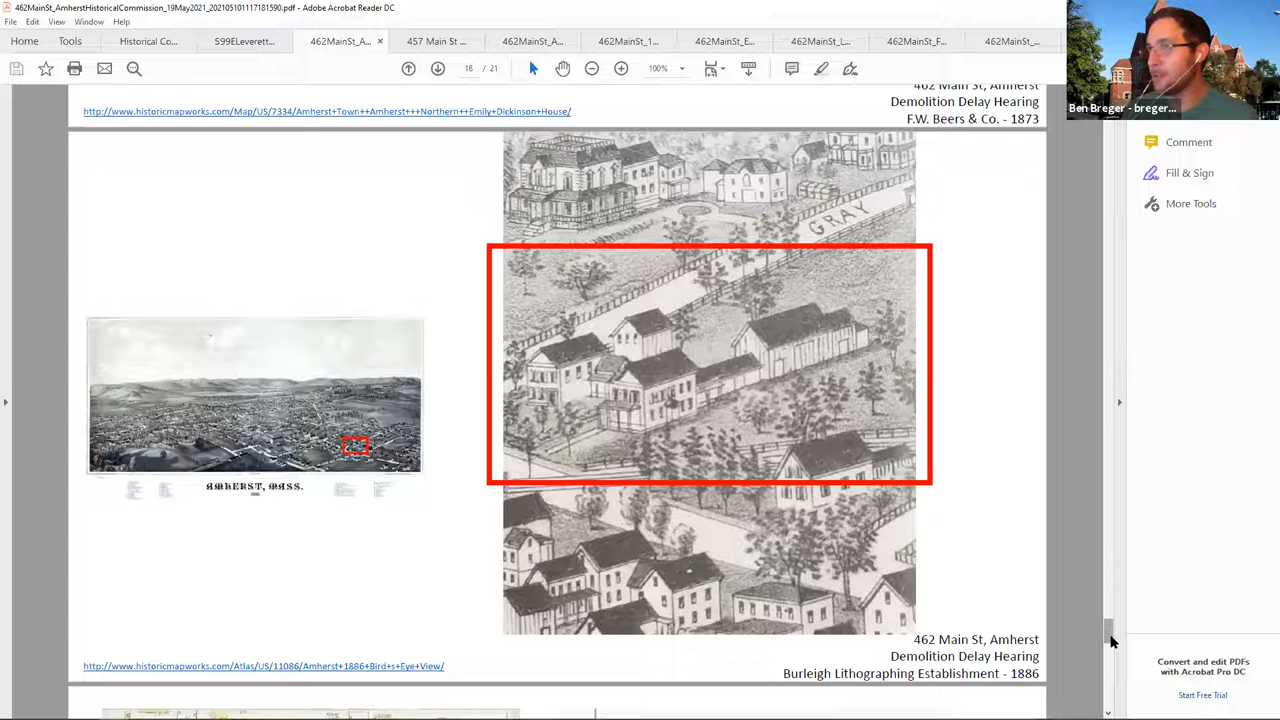 462MainSt_AmherstHistoricalCommission_19May2021_202105101117181590.pdf - Adobe Acrobat Reader DC
File Edit View Window Help
Home Tools Historical Co... 599ELeverett... 462MainSt_A... × 457 Main St ... 462MainSt_A... 462MainSt_1... 462MainSt_E... 462MainSt_L... 462MainSt_F... 462MainSt_...
18 / 21 100%
Ben Breger - breger...
462 Main St, Amherst
http://www.historicmapworks.com/Map/US/7334/Amherst+Town++Amherst+++Northern++Emily+Dickinson+House/
Demolition Delay Hearing
F.W. Beers & Co. - 1873
Comment
Fill & Sign
More Tools
GRAY
AMHERST, MASS.
462 Main St, Amherst
Demolition Delay Hearing
http://www.historicmapworks.com/Atlas/US/11086/Amherst+1886+Bird+s+Eye+View/
Burleigh Lithographing Establishment - 1886
Convert and edit PDFs
with Acrobat Pro DC
Start Free Trial